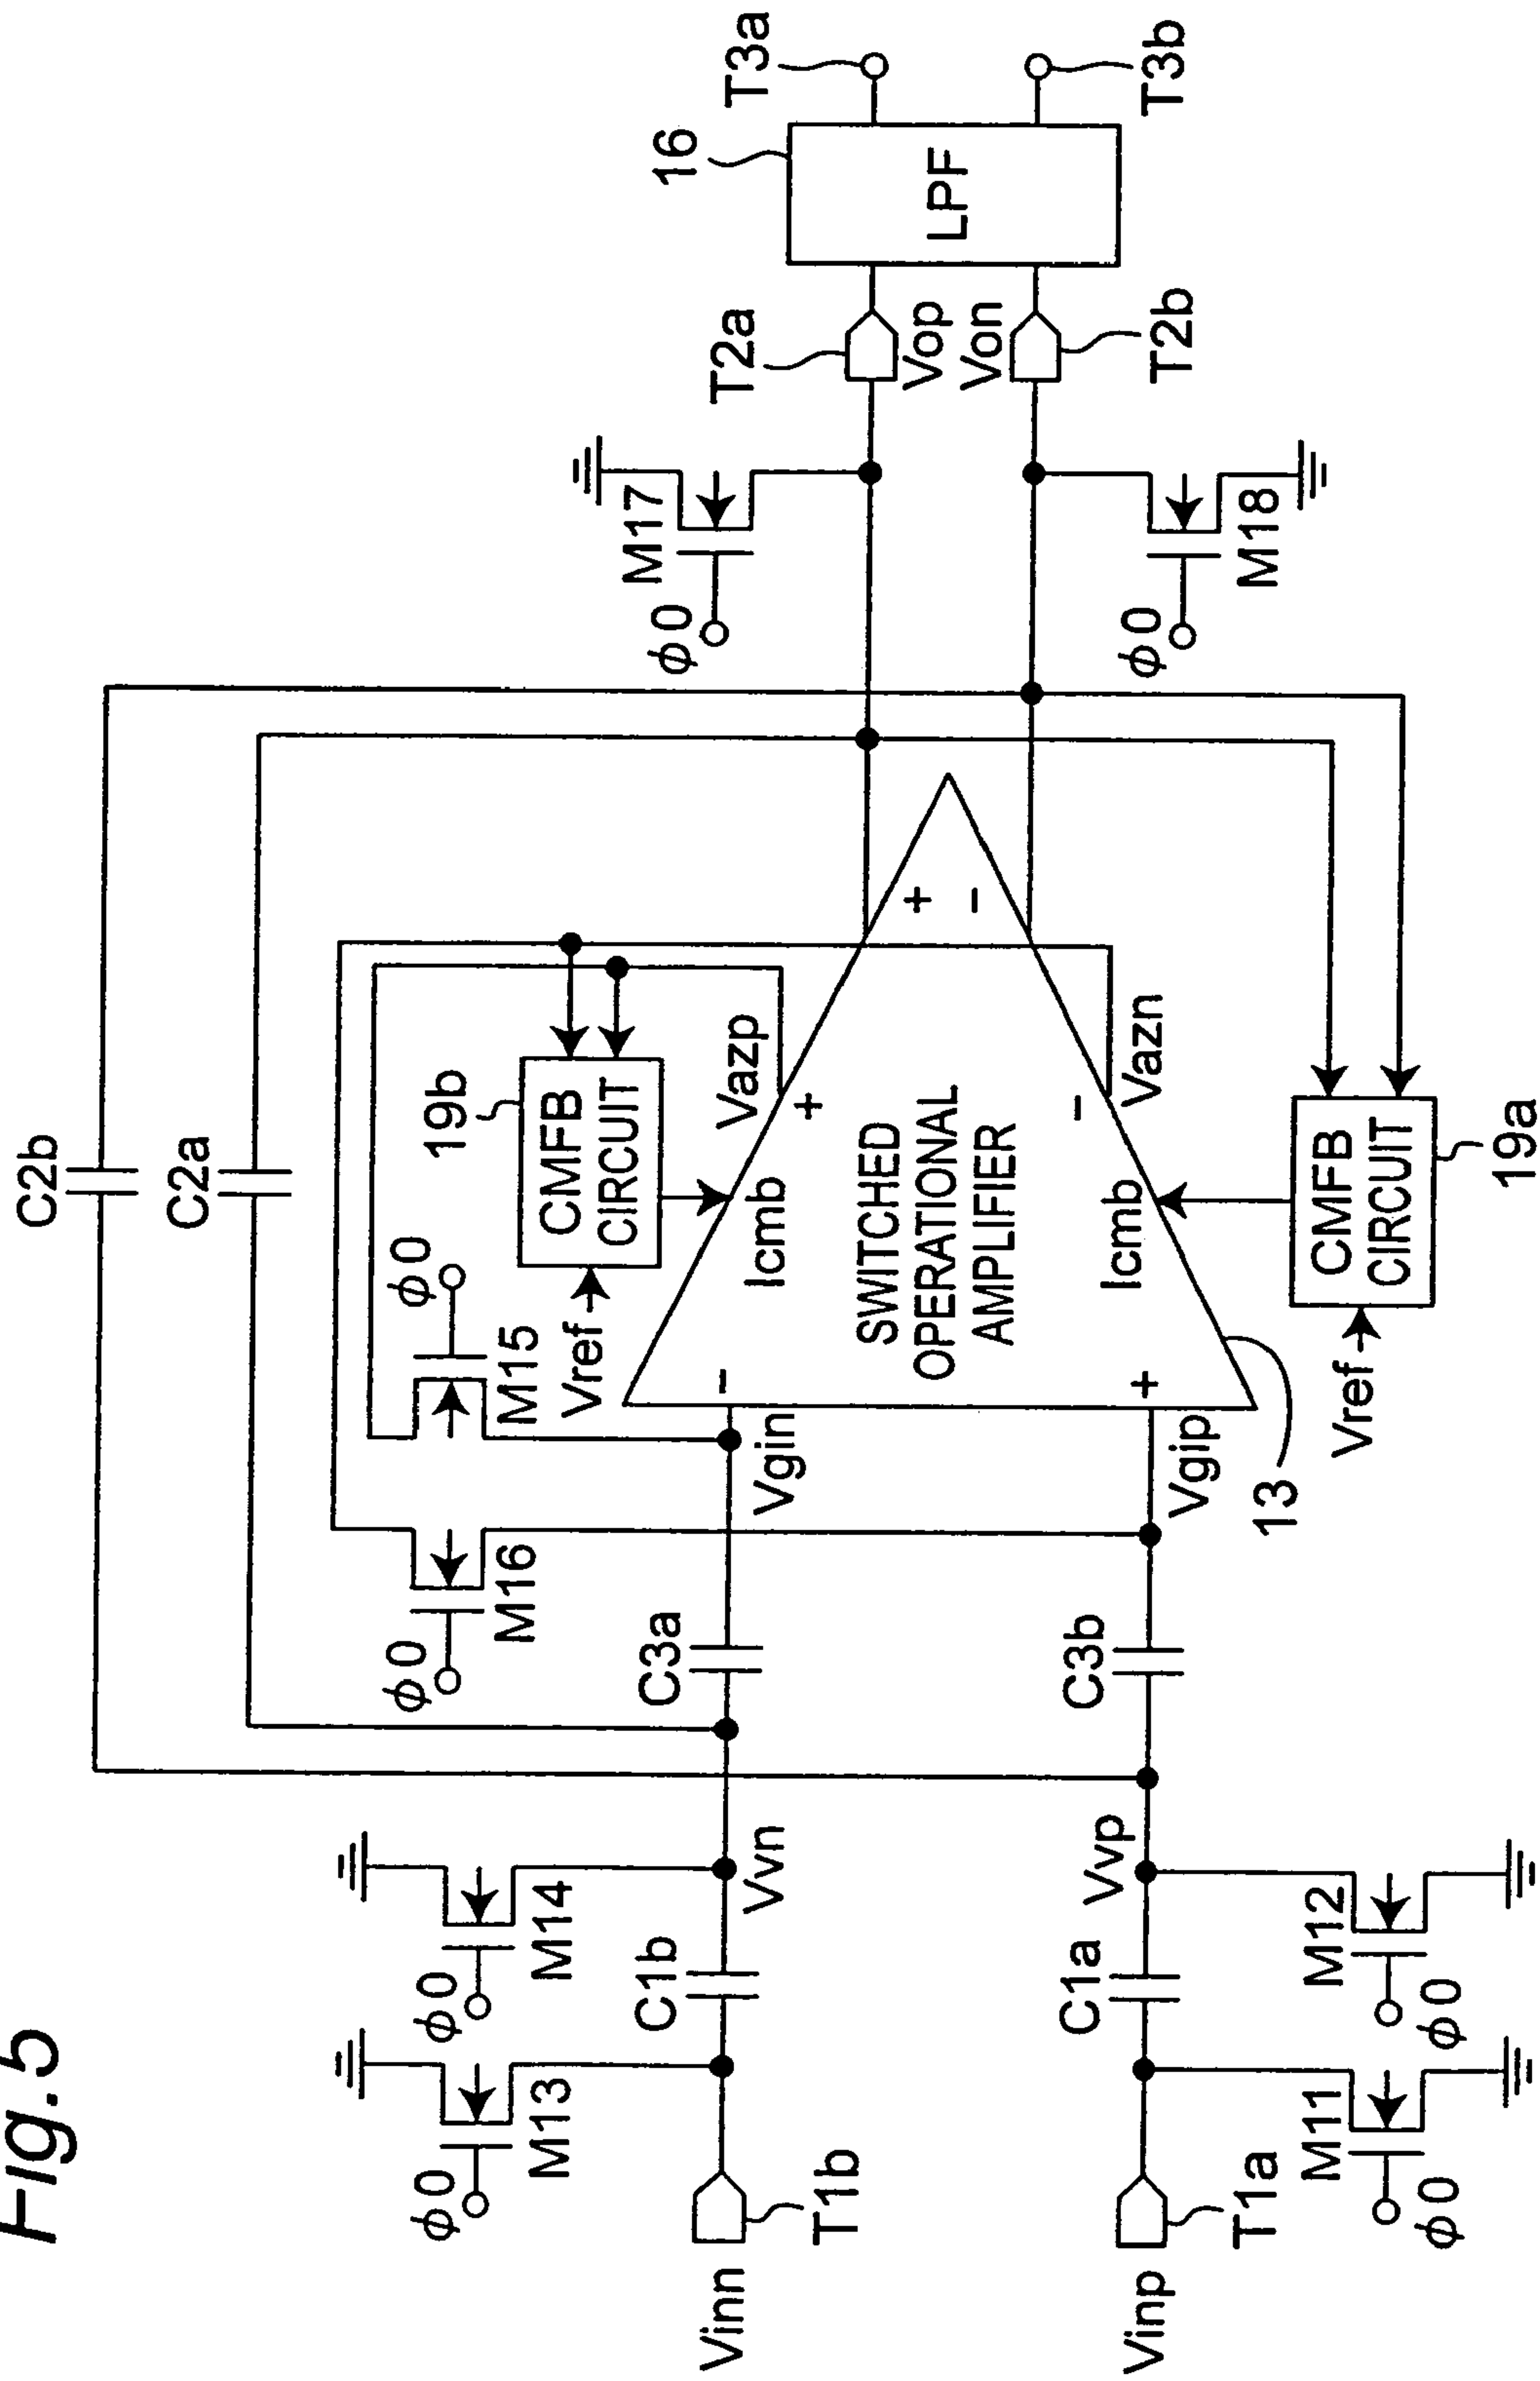 Fig.5
C2b
C2a
φ0
M16
φ0
M15
19b
CMFB
CIRCUIT
Vref
Vazp
Icmb
φ0
M13
φ0
M14
C1b
Vvn
C3a
Vgin
Vinn
T1b
−
+
SWITCHED
OPERATIONAL
AMPLIFIER
+
−
φ0
M17
T2a
Vop
Von
T2b
16
LPF
T3a
T3b
Vinp
T1a
C1a
Vvp
C3b
Vgip
+
−
Icmb
Vazn
13
φ0
M11
φ0
M12
Vref
CMFB
CIRCUIT
19a
φ0
M18